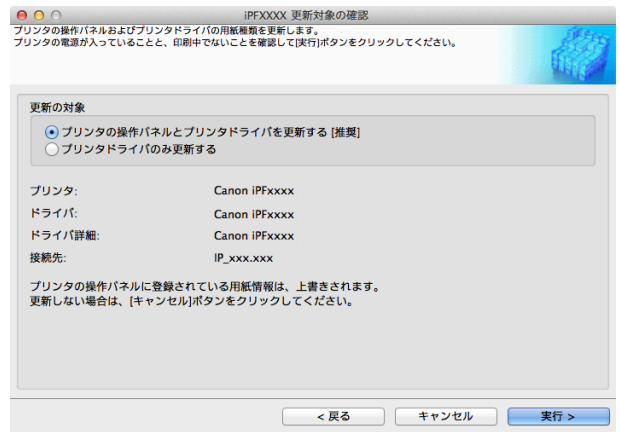 iPFXXXX 更新対象の確認
プリンタの操作パネルおよびプリンタドライバの用紙種類を更新します。
プリンタの電源が入っていることと、印刷中でないことを確認して[実行]ボタンをクリックしてください。
更新の対象
プリンタの操作パネルとプリンタドライバを更新する [推奨]
プリンタドライバのみ更新する
プリンタ: Canon iPFxxxx
ドライバ: Canon iPFxxxx
ドライバ詳細: Canon iPFxxxx
接続先: IP_xxx.xxx
プリンタの操作パネルに登録されている用紙情報は、上書きされます。
更新しない場合は、[キャンセル]ボタンをクリックしてください。
< 戻る キャンセル 実行 >